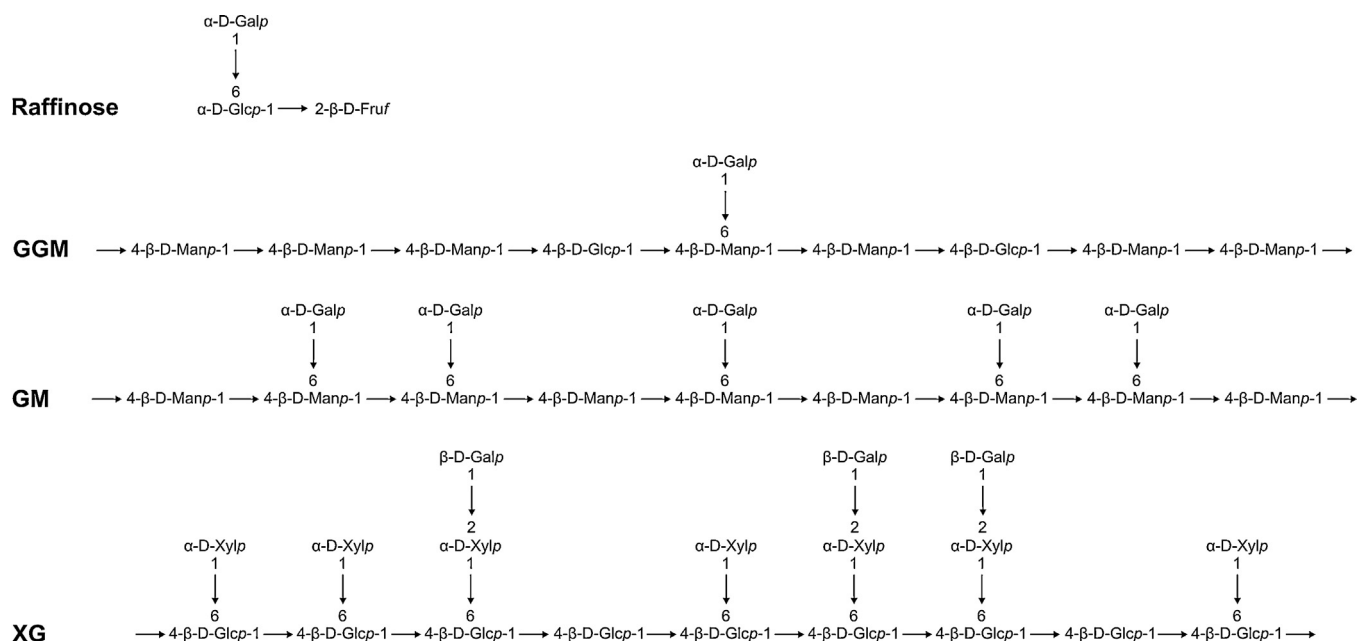 α-D-Galp
1
6
Raffinose α-D-Glcp-1 2-β-D-Fruf
α-D-Galp
1
6
GGM 4-β-D-Manp-1 4-β-D-Manp-1 4-β-D-Manp-1 4-β-D-Glcp-1 4-β-D-Manp-1 4-β-D-Manp-1 4-β-D-Glcp-1 4-β-D-Manp-1 4-β-D-Manp-1
α-D-Galp α-D-Galp α-D-Galp α-D-Galp α-D-Galp
1 1 1 1 1
6 6 6 6 6
GM 4-β-D-Manp-1 4-β-D-Manp-1 4-β-D-Manp-1 4-β-D-Manp-1 4-β-D-Manp-1 4-β-D-Manp-1 4-β-D-Manp-1 4-β-D-Manp-1 4-β-D-Manp-1
β-D-Galp β-D-Galp β-D-Galp
1 1 1
2 2 2
α-D-Xylp α-D-Xylp α-D-Xylp α-D-Xylp α-D-Xylp α-D-Xylp α-D-Xylp
1 1 1 1 1 1 1
6 6 6 6 6 6 6
XG 4-β-D-Glcp-1 4-β-D-Glcp-1 4-β-D-Glcp-1 4-β-D-Glcp-1 4-β-D-Glcp-1 4-β-D-Glcp-1 4-β-D-Glcp-1 4-β-D-Glcp-1 4-β-D-Glcp-1